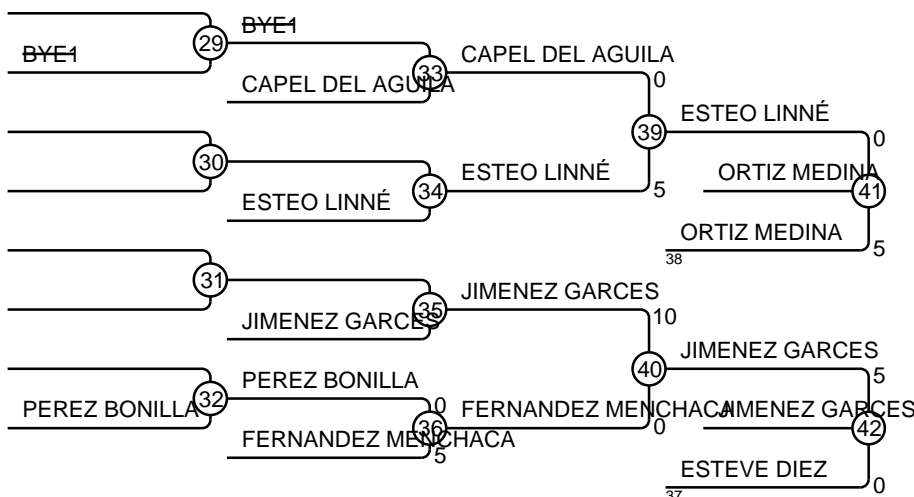 BYE1
29
BYE1
33
CAPEL DEL AGUILA
CAPEL DEL AGUILA
0
39
ESTEO LINNÉ
0
30
34
ESTEO LINNÉ
ESTEO LINNÉ
5
ORTIZ MEDINA
41
ORTIZ MEDINA
38
5
31
35
JIMENEZ GARCES
JIMENEZ GARCES
10
40
JIMENEZ GARCES
5
PEREZ BONILLA
32
PEREZ BONILLA
0
36
FERNANDEZ MENCHACA
5
FERNANDEZ MENCHACA
0
JIMENEZ GARCES
42
ESTEVE DIEZ
37
0